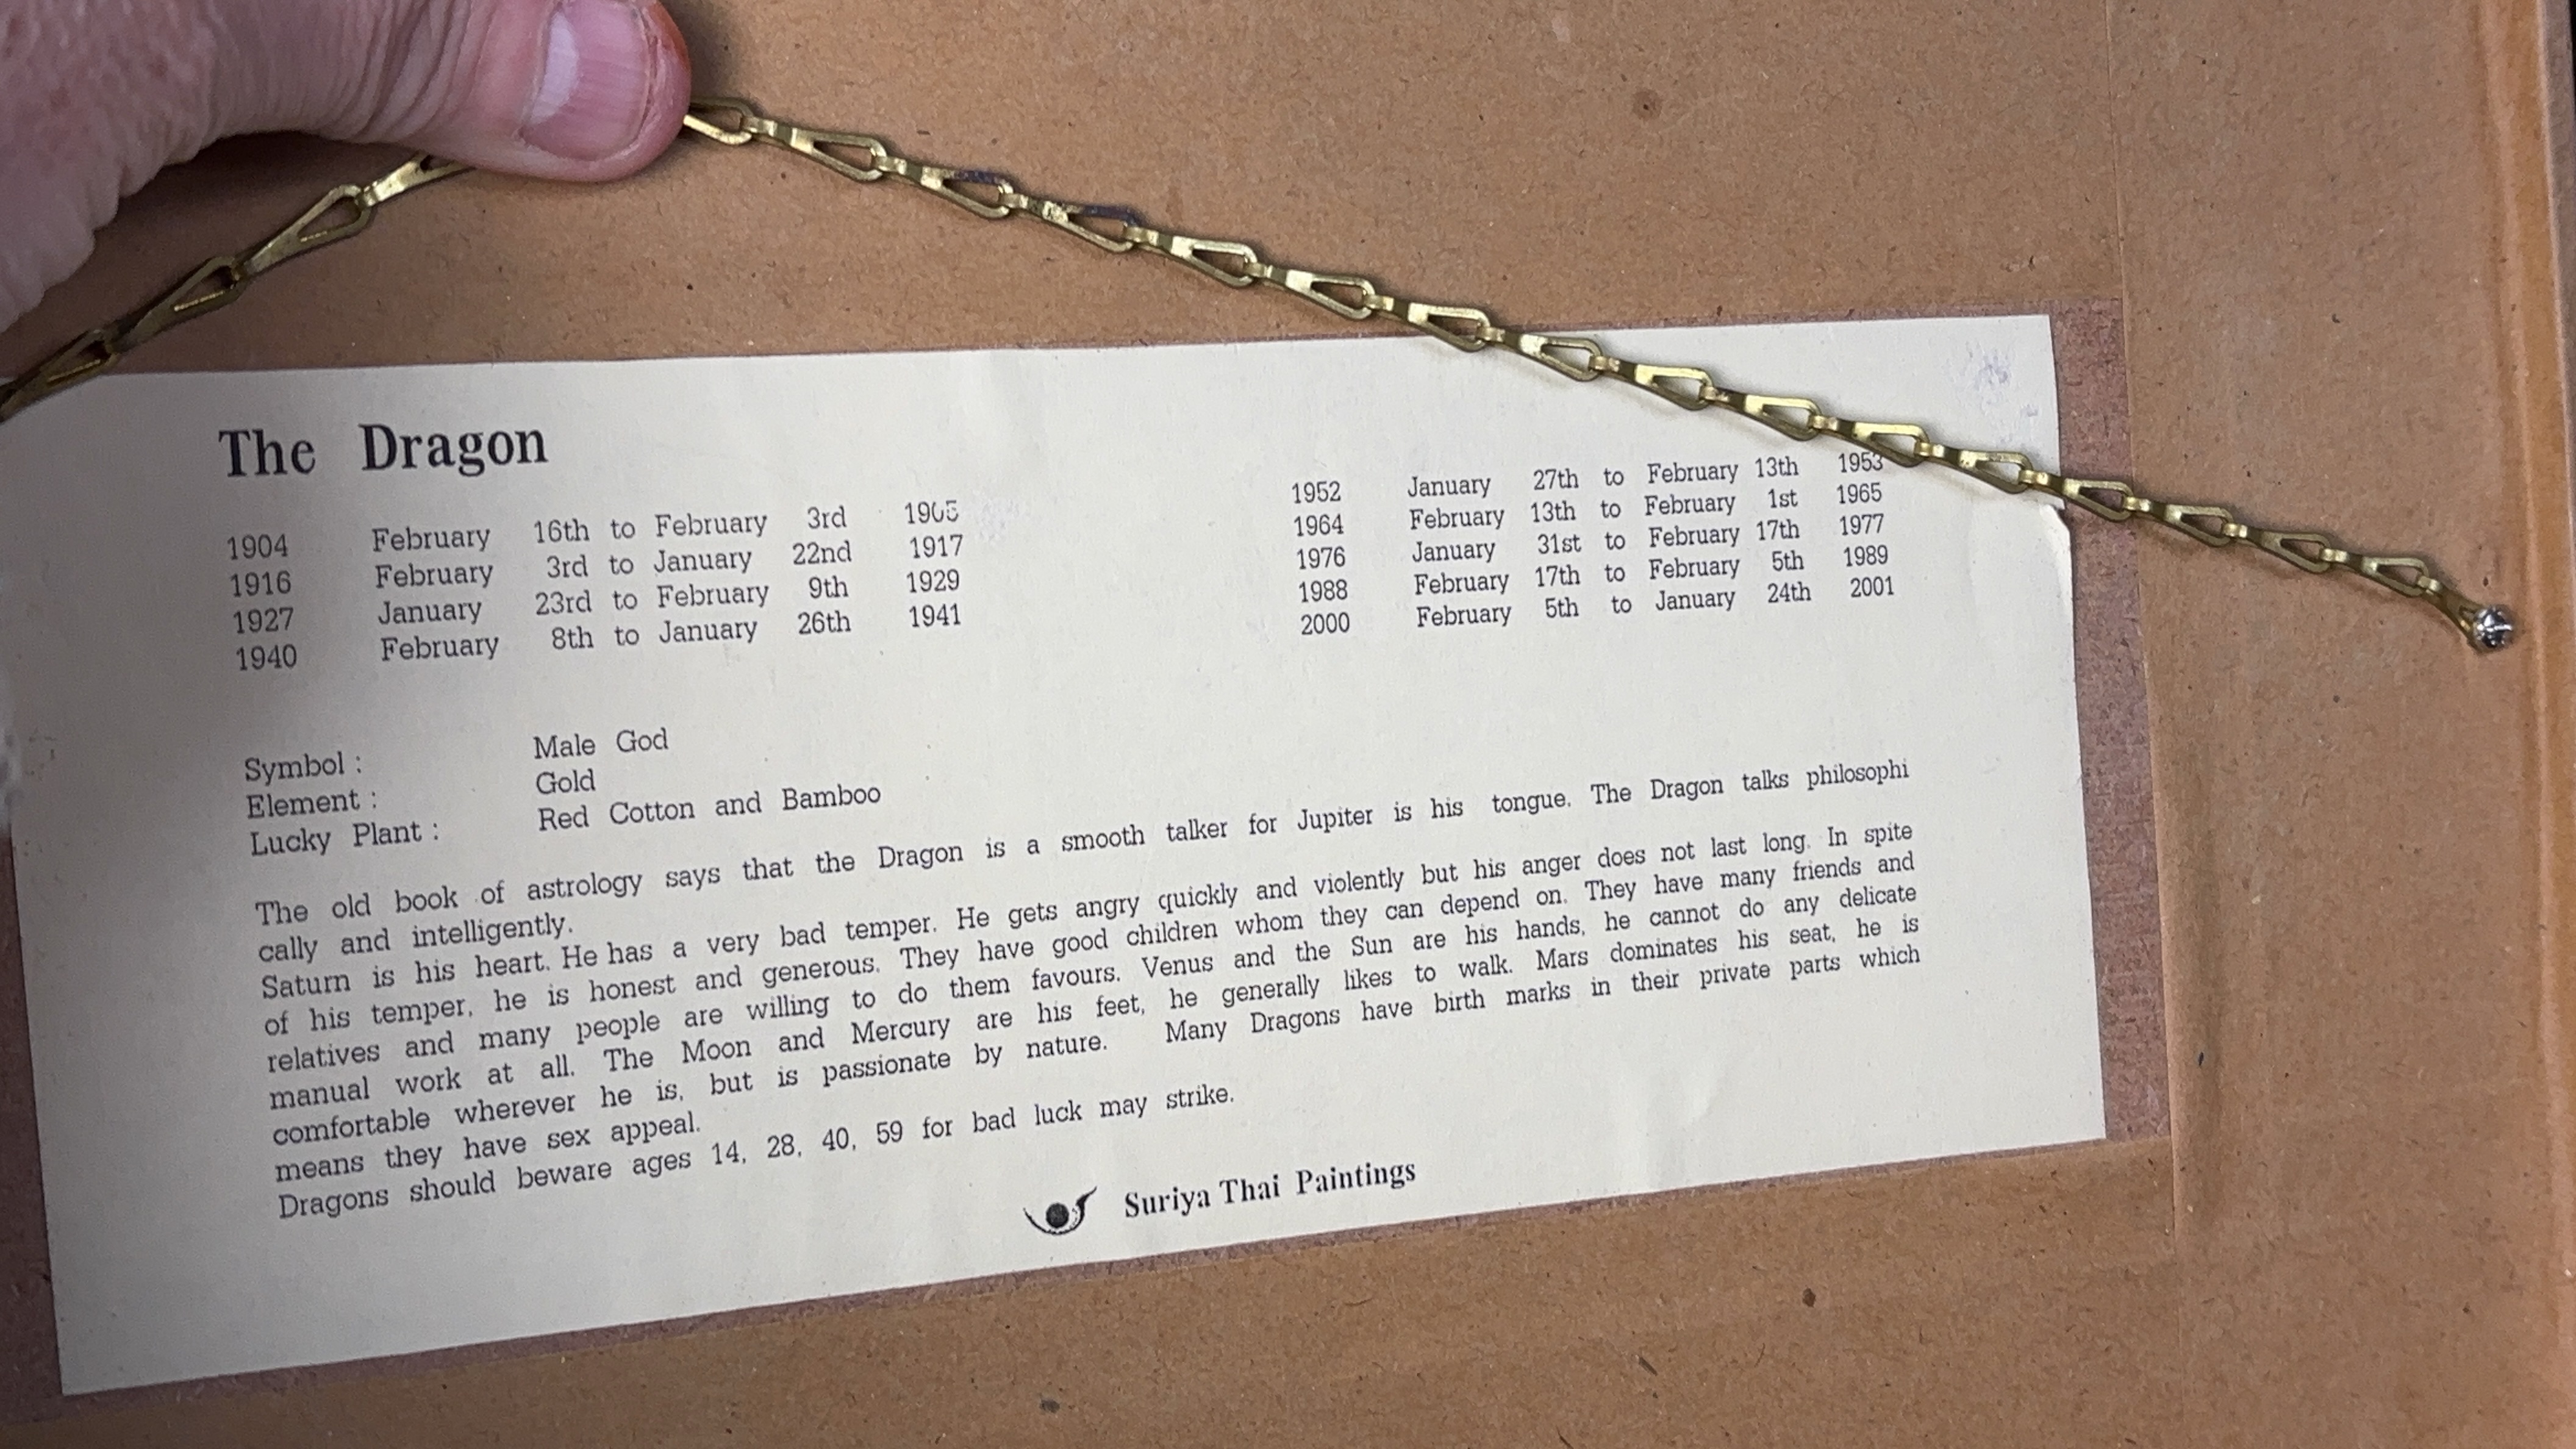 The Dragon
1904 February 16th to February 3rd 1905
1916 February 3rd to January 22nd 1917
1927 January 23rd to February 9th 1929
1940 February 8th to January 26th 1941
1952 January 27th to February 13th 1953
1964 February 13th to February 1st 1965
1976 January 31st to February 17th 1977
1988 February 17th to February 5th 1989
2000 February 5th to January 24th 2001
Symbol : Male God
Element : Gold
Lucky Plant : Red Cotton and Bamboo
The old book of astrology says that the Dragon is a smooth talker for Jupiter is his tongue. The Dragon talks philosophi
cally and intelligently.
Saturn is his heart. He has a very bad temper. He gets angry quickly and violently but his anger does not last long. In spite
of his temper, he is honest and generous. They have good children whom they can depend on. They have many friends and
relatives and many people are willing to do them favours. Venus and the Sun are his hands, he cannot do any delicate
manual work at all. The Moon and Mercury are his feet, he generally likes to walk. Mars dominates his seat, he is
comfortable wherever he is, but is passionate by nature. Many Dragons have birth marks in their private parts which
means they have sex appeal.
Dragons should beware ages 14, 28, 40, 59 for bad luck may strike.
Suriya Thai Paintings